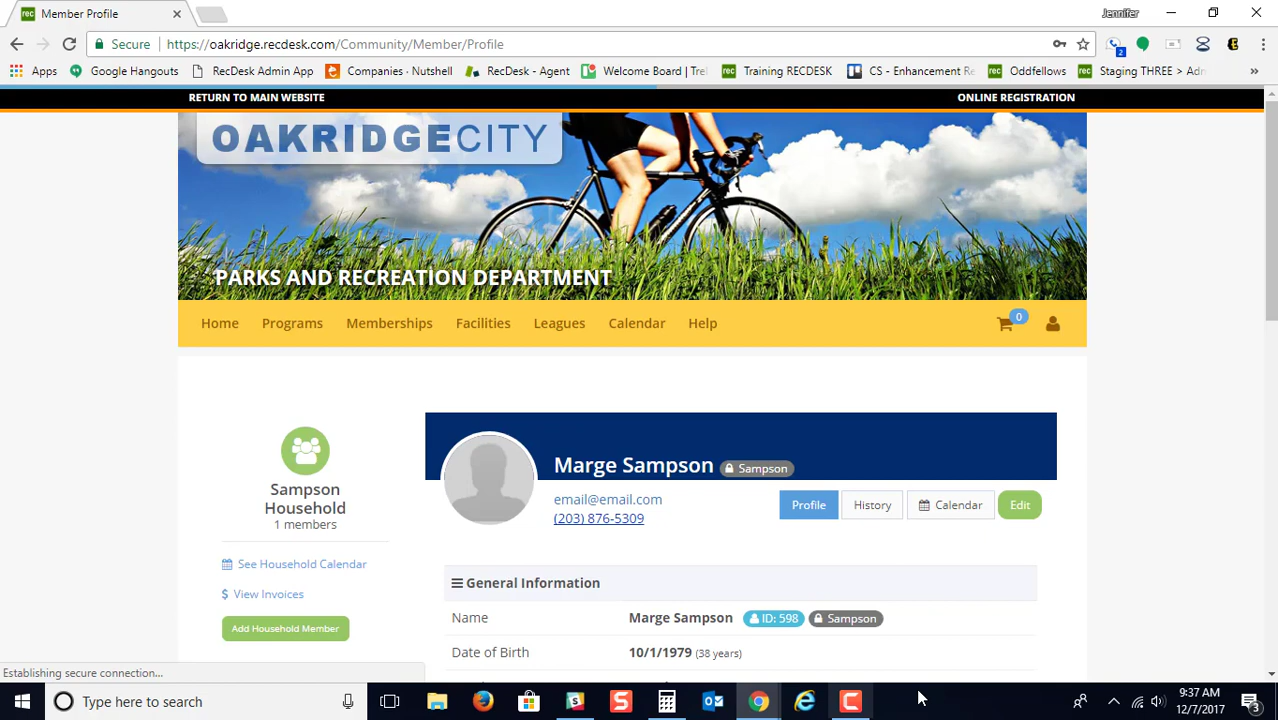 Member Profile
Jennifer
Secure
https://oakridge.recdesk.com/Community/Member/Profile
2
Apps
Google Hangouts
RecDesk Admin App
Companies · Nutshell
RecDesk - Agent
Welcome Board | Trel
Training RECDESK
CS - Enhancement Re
Oddfellows
Staging THREE > Adm
RETURN TO MAIN WEBSITE
ONLINE REGISTRATION
OAKRIDGECITY
PARKS AND RECREATION DEPARTMENT
Home
Programs
Memberships
Facilities
Leagues
Calendar
Help
0
Sampson
Household
1 members
See Household Calendar
$ View Invoices
Add Household Member
Marge Sampson
Sampson
email@email.com
(203) 876-5309
Profile
History
Calendar
Edit
General Information
Name
Marge Sampson
ID: 598
Sampson
Date of Birth
10/1/1979 (38 years)
Establishing secure connection...
Type here to search
9:37 AM
12/7/2017
3